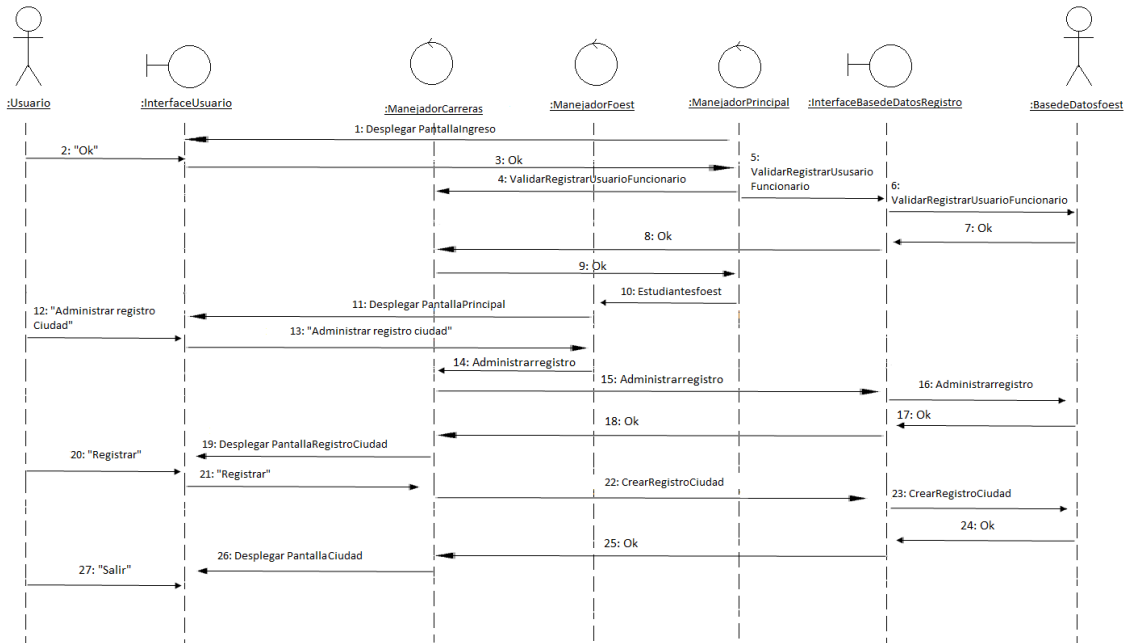 :Usuario
:InterfaceUsuario
:ManejadorCarreras
:ManejadorFoest
:ManejadorPrincipal
:InterfaceBasedeDatosRegistro
:BasedeDatosfoest
1: Desplegar PantallaIngreso
2: "Ok"
3: Ok
4: ValidarRegistrarUsuarioFuncionario
5:
ValidarRegistrarUsusario
Funcionario
6:
ValidarRegistrarUsuarioFuncionario
7: Ok
8: Ok
9: Ok
10: Estudiantesfoest
11: Desplegar PantallaPrincipal
12: "Administrar registro
Ciudad"
13: "Administrar registro ciudad"
14: Administrarregistro
15: Administrarregistro
16: Administrarregistro
17: Ok
18: Ok
19: Desplegar PantallaRegistroCiudad
20: "Registrar"
21: "Registrar"
22: CrearRegistroCiudad
23: CrearRegistroCiudad
24: Ok
25: Ok
26: Desplegar PantallaCiudad
27: "Salir"